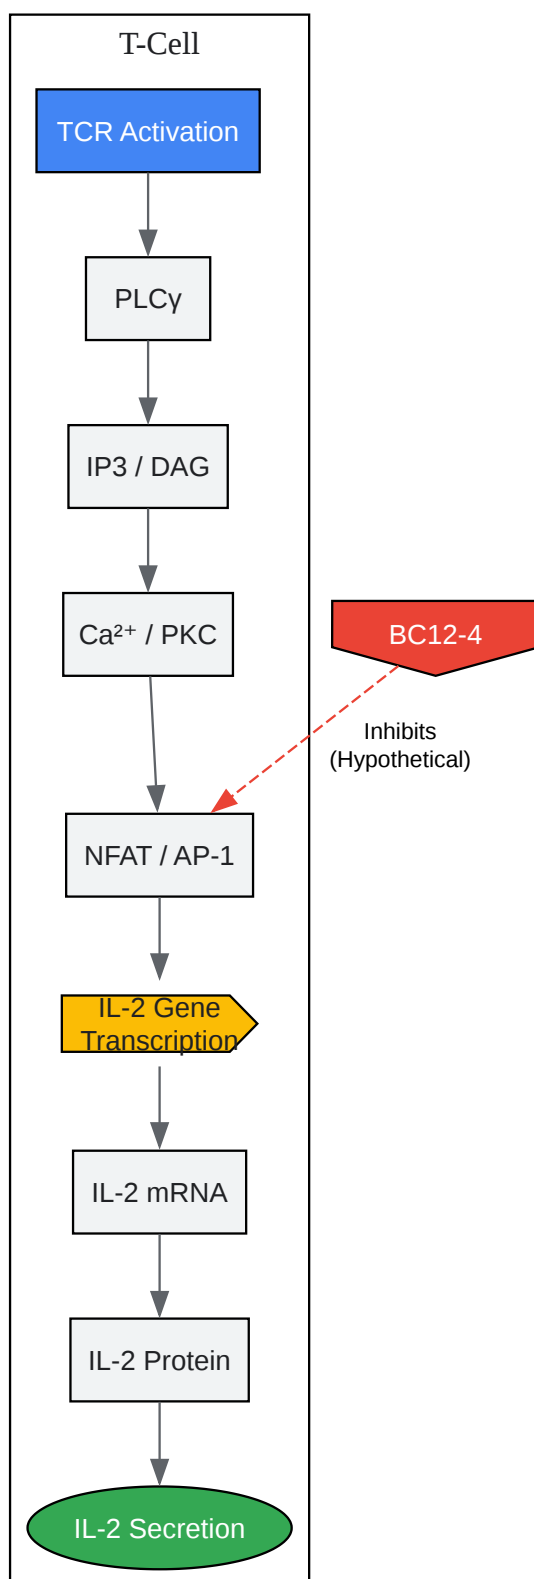 T-Cell
TCR Activation
PLCγ
IP3 / DAG
Ca²⁺ / PKC
BC12-4
Inhibits
(Hypothetical)
NFAT / AP-1
IL-2 Gene
Transcription
IL-2 mRNA
IL-2 Protein
IL-2 Secretion